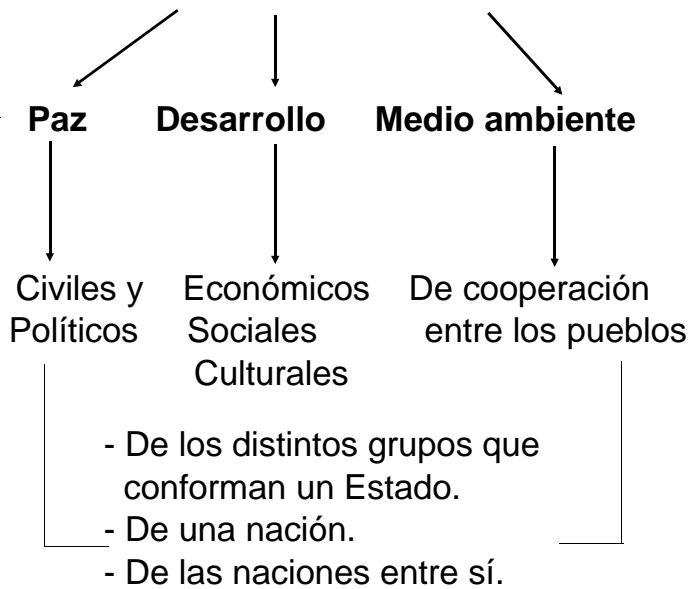 Paz Desarrollo Medio ambiente
Civiles y Económicos De cooperación
Políticos Sociales entre los pueblos
Culturales
- De los distintos grupos que
conforman un Estado.
- De una nación.
- De las naciones entre sí.